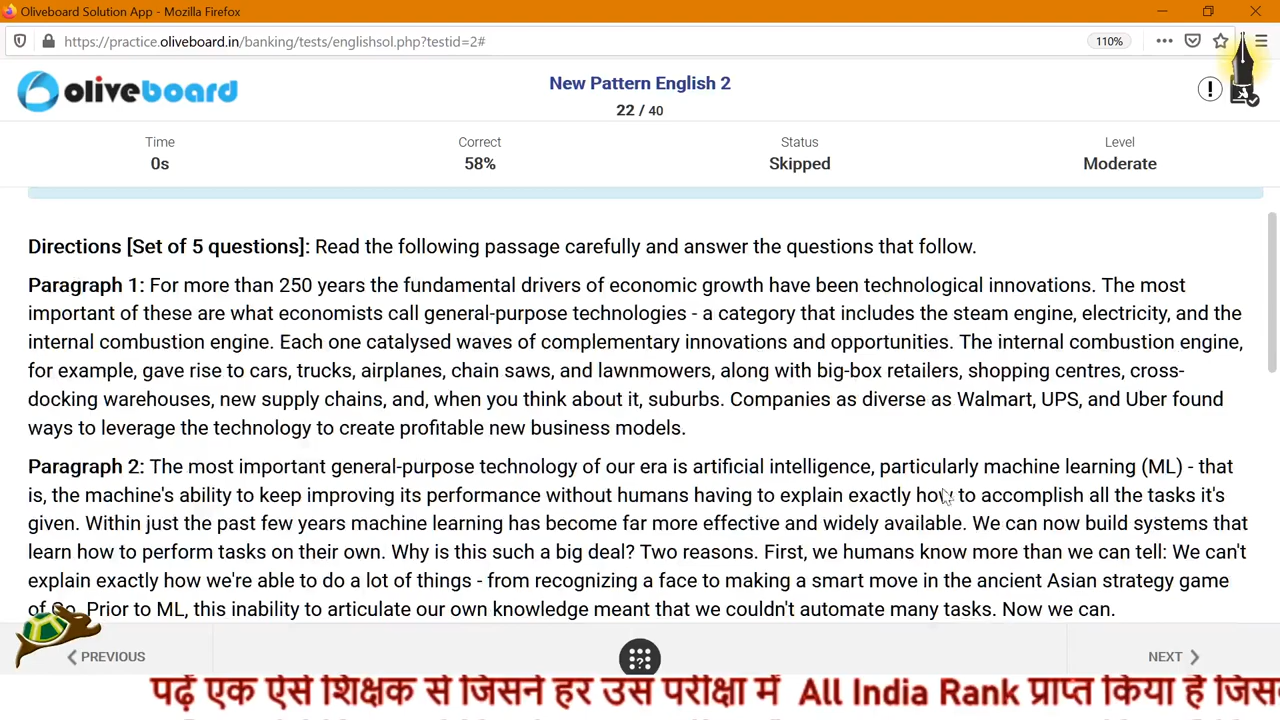 Oliveboard Solution App - Mozilla Firefox
https://practice.oliveboard.in/banking/tests/englishsol.php?testid=2#
110%
oliveboard
New Pattern English 2
22 / 40
Time
Correct
Status
Level
0s
58%
Skipped
Moderate
Directions [Set of 5 questions]: Read the following passage carefully and answer the questions that follow.
Paragraph 1: For more than 250 years the fundamental drivers of economic growth have been technological innovations. The most
important of these are what economists call general-purpose technologies - a category that includes the steam engine, electricity, and the
internal combustion engine. Each one catalysed waves of complementary innovations and opportunities. The internal combustion engine,
for example, gave rise to cars, trucks, airplanes, chain saws, and lawnmowers, along with big-box retailers, shopping centres, cross-
docking warehouses, new supply chains, and, when you think about it, suburbs. Companies as diverse as Walmart, UPS, and Uber found
ways to leverage the technology to create profitable new business models.
Paragraph 2: The most important general-purpose technology of our era is artificial intelligence, particularly machine learning (ML) - that
is, the machine's ability to keep improving its performance without humans having to explain exactly how to accomplish all the tasks it's
given. Within just the past few years machine learning has become far more effective and widely available. We can now build systems that
learn how to perform tasks on their own. Why is this such a big deal? Two reasons. First, we humans know more than we can tell: We can't
explain exactly how we're able to do a lot of things - from recognizing a face to making a smart move in the ancient Asian strategy game
of Go. Prior to ML, this inability to articulate our own knowledge meant that we couldn't automate many tasks. Now we can.
PREVIOUS
NEXT
पढ़ें एक ऐसे शिक्षक से जिसने हर उस परीक्षा में All India Rank प्राप्त किया है जिस